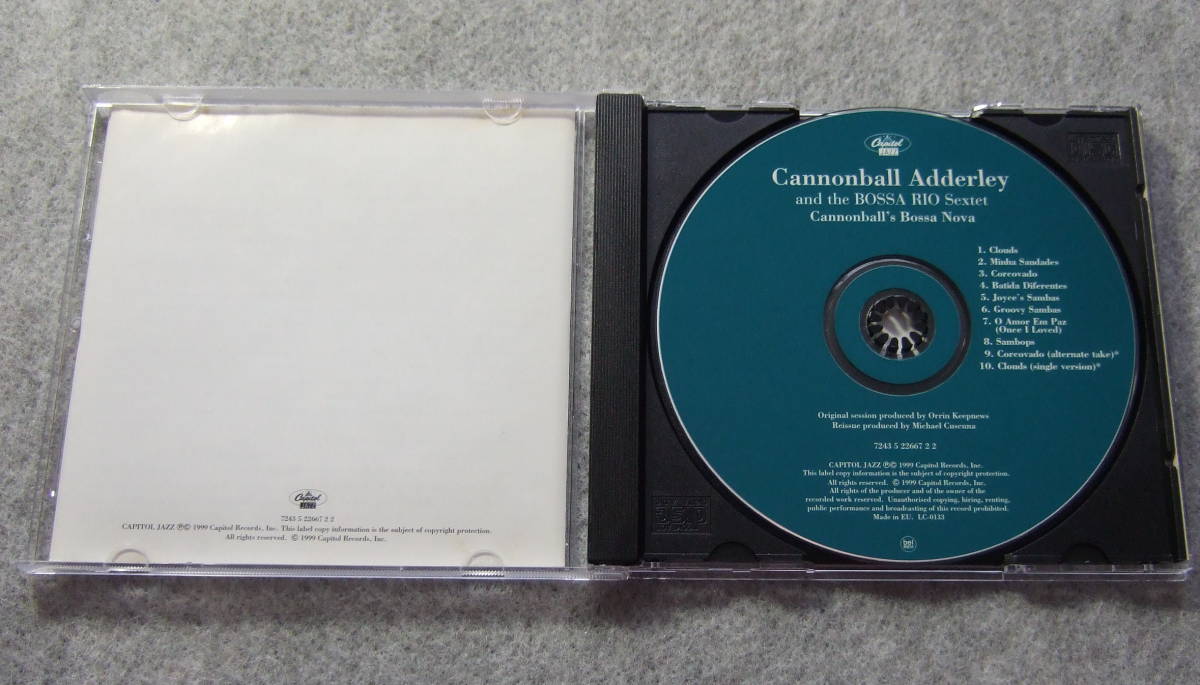 Capitol
JAZZ
7243 5 22667 2 2
CAPITOL JAZZ ℗© 1999 Capitol Records, Inc. This label copy information is the subject of copyright protection.
All rights reserved. © 1999 Capitol Records, Inc.
Capitol
JAZZ
Cannonball Adderley
and the BOSSA RIO Sextet
Cannonball's Bossa Nova
1. Clouds
2. Minha Saudades
3. Corcovado
4. Batida Diferentes
5. Joyce's Sambas
6. Groovy Sambas
7. O Amor Em Paz
(Once I Loved)
8. Sambops
9. Corcovado (alternate take)*
10. Clouds (single version)*
Original session produced by Orrin Keepnews
Reissue produced by Michael Cuscuna
7243 5 22667 2 2
CAPITOL JAZZ ℗© 1999 Capitol Records, Inc.
This label copy information is the subject of copyright protection.
All rights reserved. © 1999 Capitol Records, Inc.
All rights of the producer and of the owner of the
recorded work reserved. Unauthorised copying, hiring, renting,
public performance and broadcasting of this record prohibited.
Made in EU. LC-0133